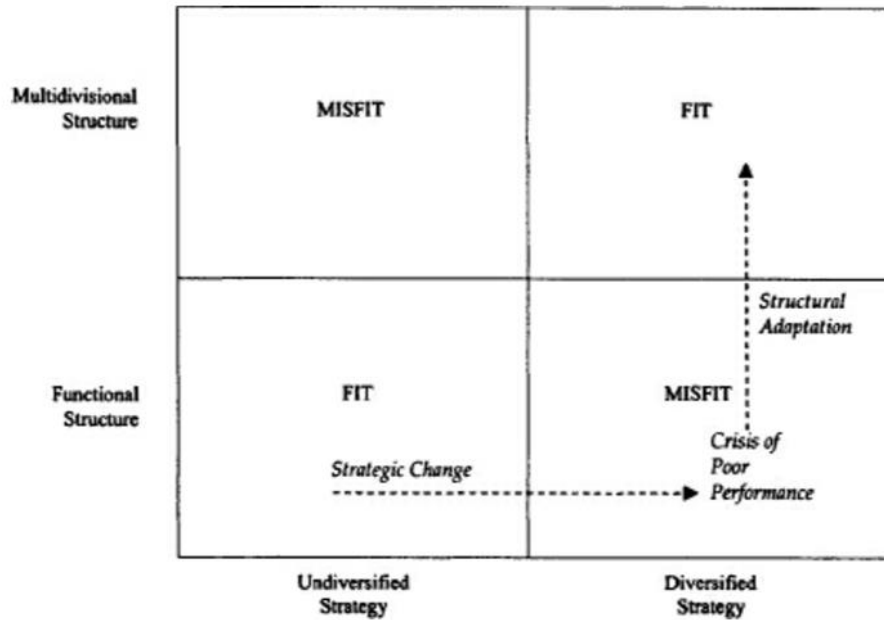 Multidivisional
Structure
MISFIT
FIT
Structural
Adaptation
Functional
Structure
FIT
MISFIT
Strategic Change
Crisis of
Poor
Performance
Undiversified
Strategy
Diversified
Strategy